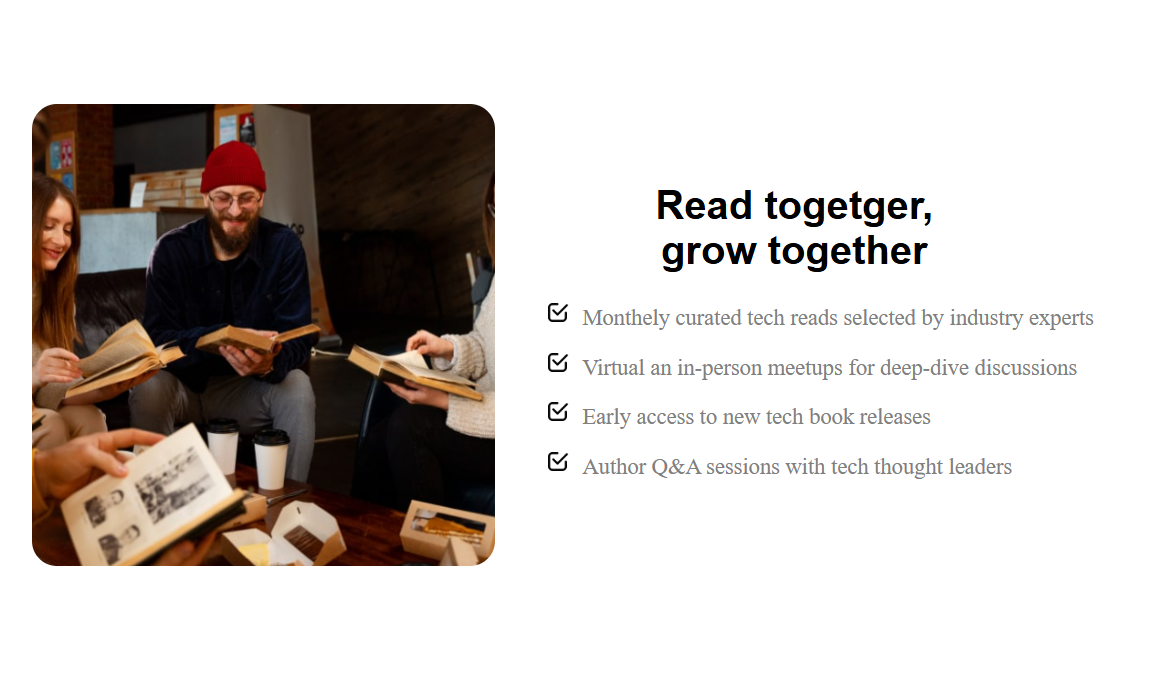 Read togetger,
grow together
Monthely curated tech reads selected by industry experts
Virtual an in-person meetups for deep-dive discussions
Early access to new tech book releases
Author Q&A sessions with tech thought leaders